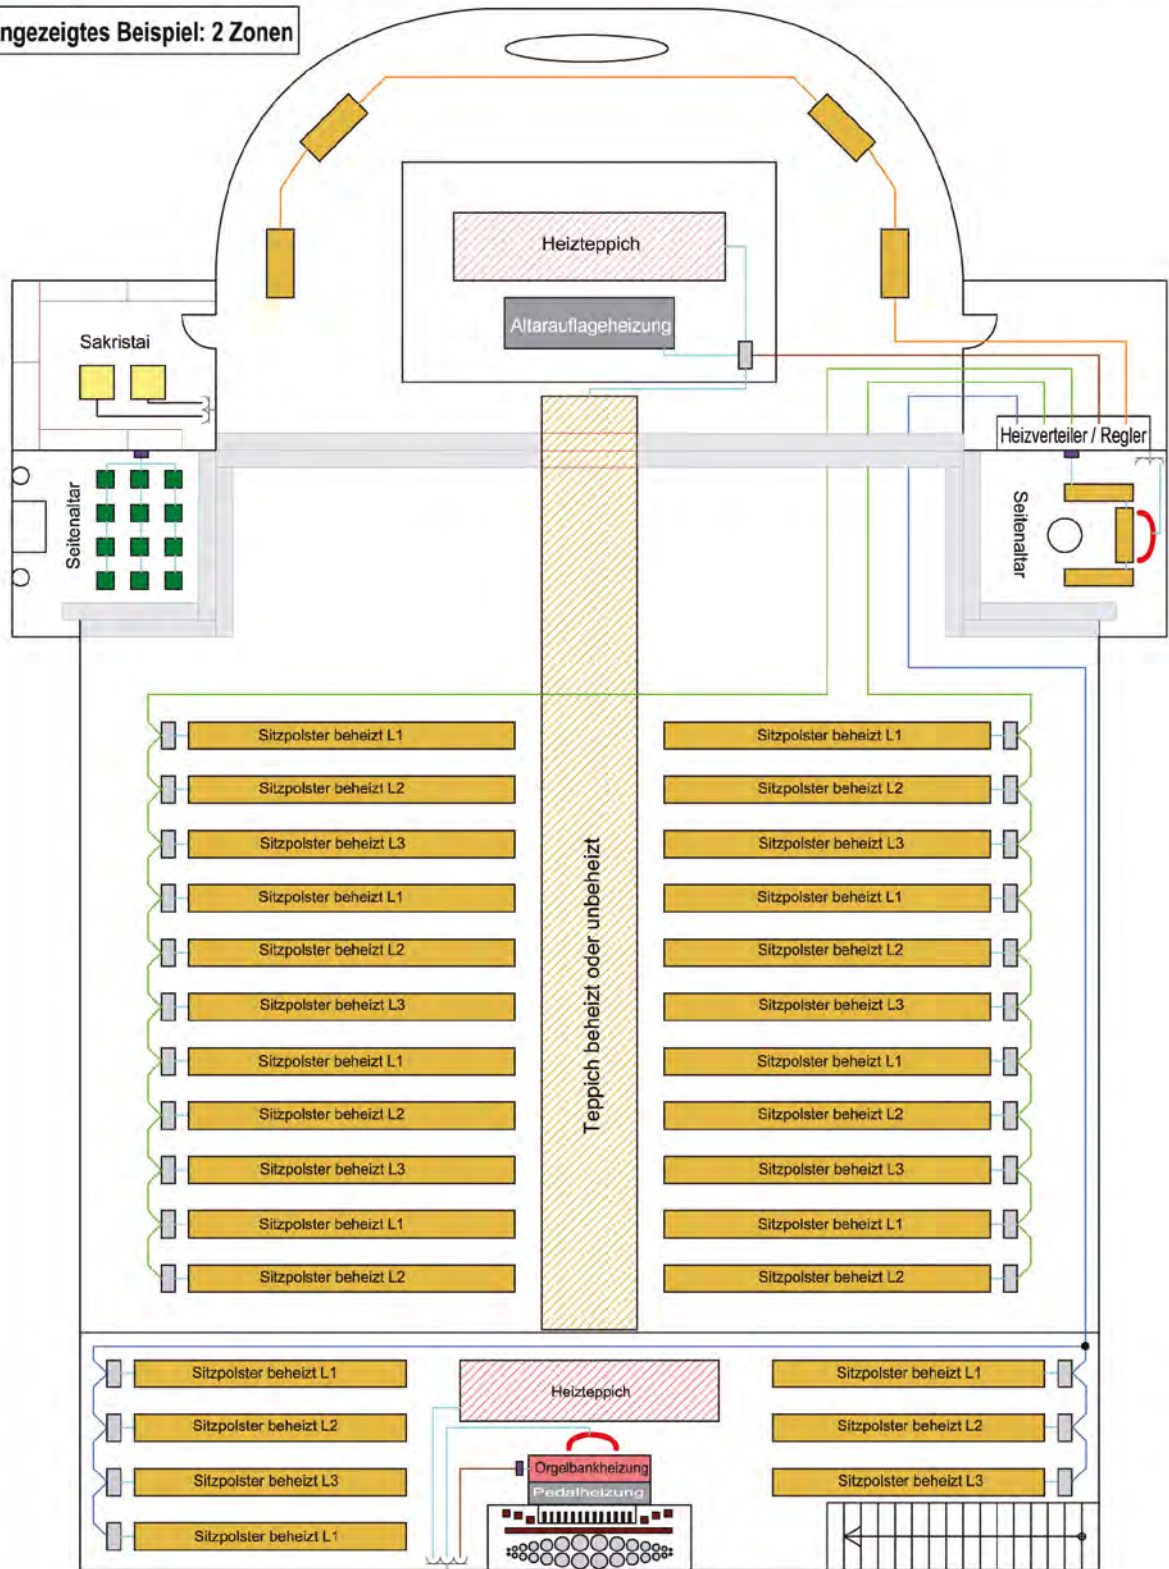 ngezeigtes Beispiel: 2 Zonen
Heizteppich
Altarauflageheizung
Sakristai
Heizverteiler / Regler
Seitenaltar
Seitenaltar
Sitzpolster beheizt L1
Sitzpolster beheizt L1
Sitzpolster beheizt L2
Sitzpolster beheizt L2
Sitzpolster beheizt L3
Sitzpolster beheizt L3
Sitzpolster beheizt L1
Sitzpolster beheizt L1
Sitzpolster beheizt L2
Sitzpolster beheizt L2
Sitzpolster beheizt L3
Sitzpolster beheizt L3
Sitzpolster beheizt L1
Sitzpolster beheizt L1
Sitzpolster beheizt L2
Sitzpolster beheizt L2
Sitzpolster beheizt L3
Sitzpolster beheizt L3
Sitzpolster beheizt L1
Sitzpolster beheizt L1
Sitzpolster beheizt L2
Sitzpolster beheizt L2
Teppich beheizt oder unbeheizt
Sitzpolster beheizt L1
Sitzpolster beheizt L1
Heizteppich
Sitzpolster beheizt L2
Sitzpolster beheizt L2
Sitzpolster beheizt L3
Sitzpolster beheizt L3
Orgelbankheizung
Pedalheizung
Sitzpolster beheizt L1